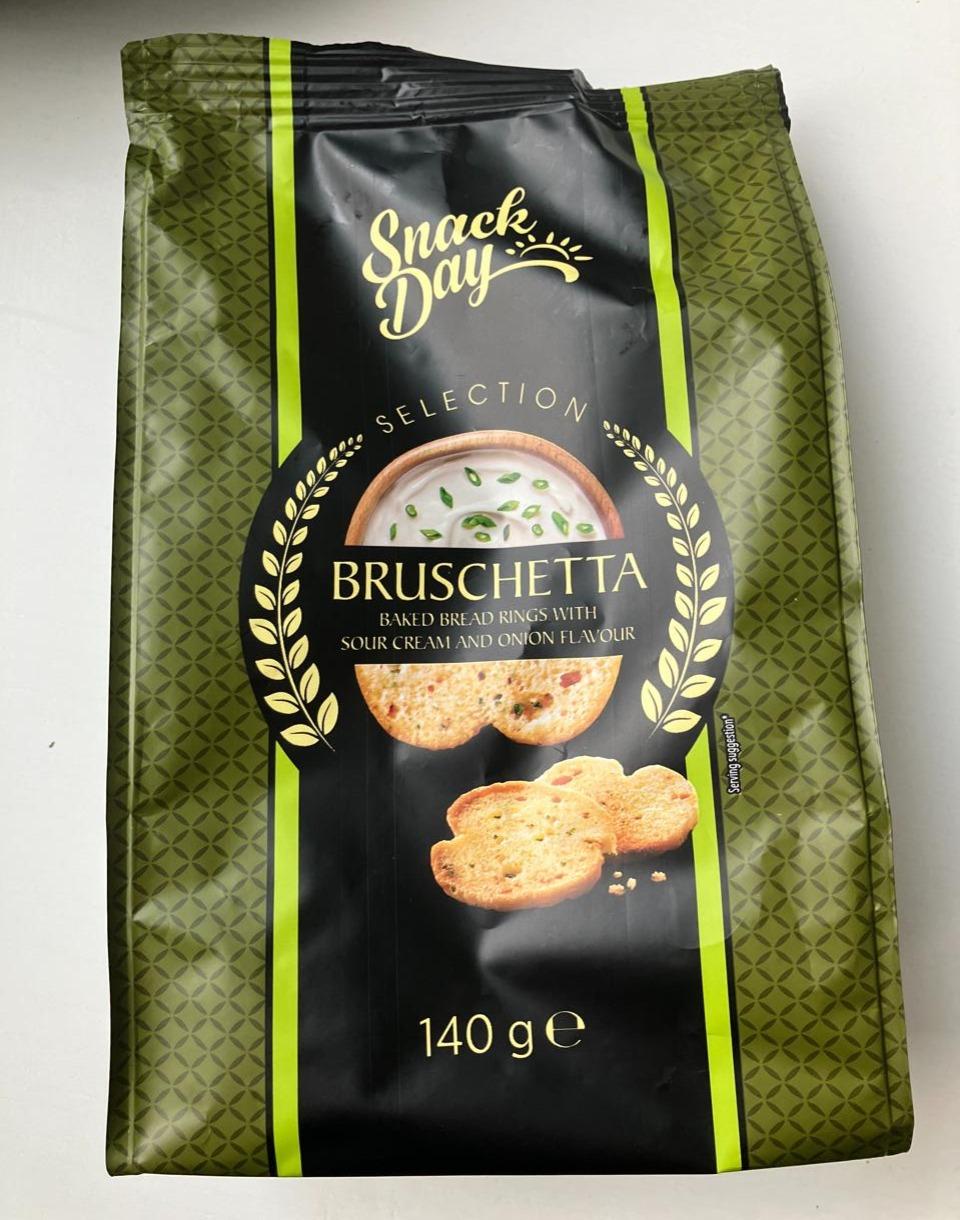 Snack
Day
SELECTION
BRUSCHETTA
BAKED BREAD RINGS WITH
SOUR CREAM AND ONION FLAVOUR
Serving suggestion*
140 g e